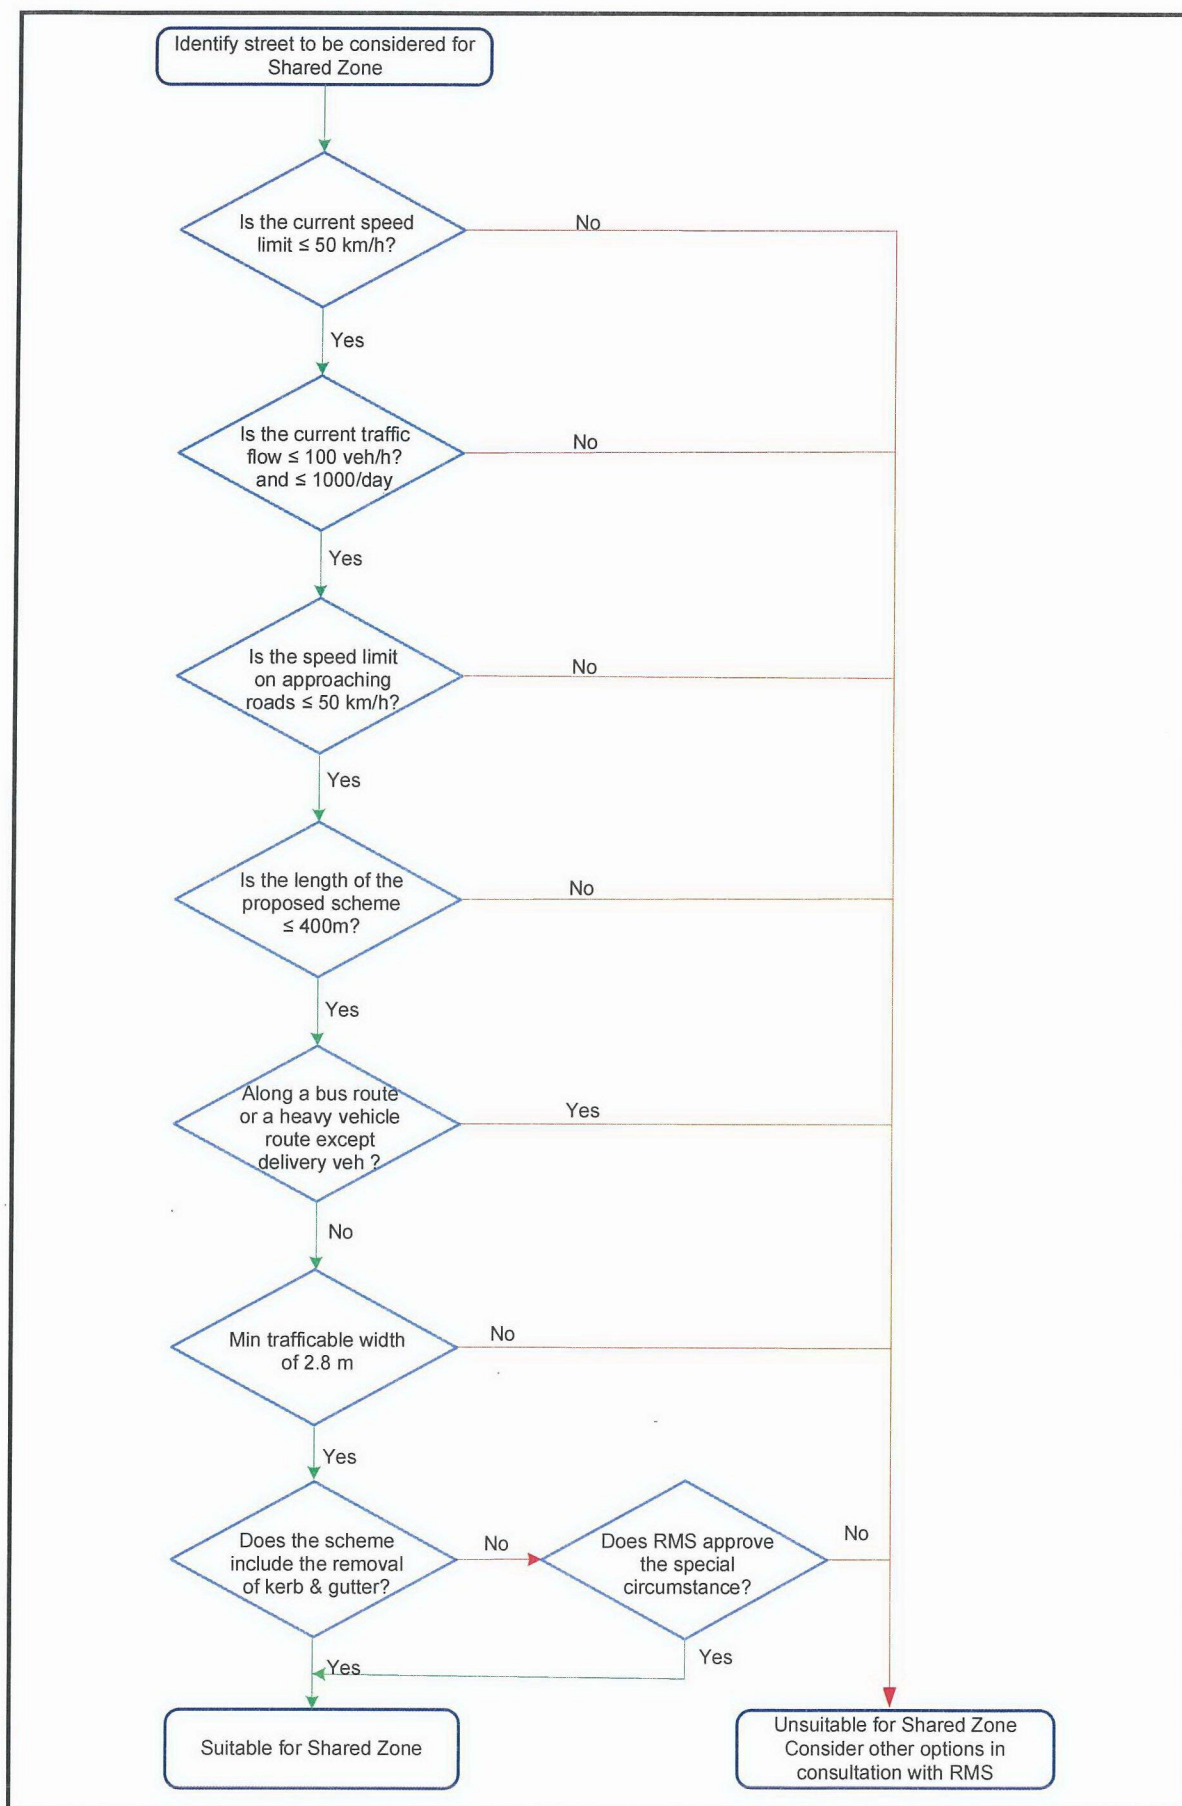 Identify street to be considered for
Shared Zone
Is the current speed
limit ≤ 50 km/h?
No
Yes
Is the current traffic
flow ≤ 100 veh/h?
and ≤ 1000/day
No
Yes
Is the speed limit
on approaching
roads ≤ 50 km/h?
No
Yes
Is the length of the
proposed scheme
≤ 400m?
No
Yes
Along a bus route
or a heavy vehicle
route except
delivery veh ?
Yes
No
Min trafficable width
of 2.8 m
No
Yes
Does the scheme
include the removal
of kerb & gutter?
No
Does RMS approve
the special
circumstance?
No
Yes
Yes
Suitable for Shared Zone
Unsuitable for Shared Zone
Consider other options in
consultation with RMS